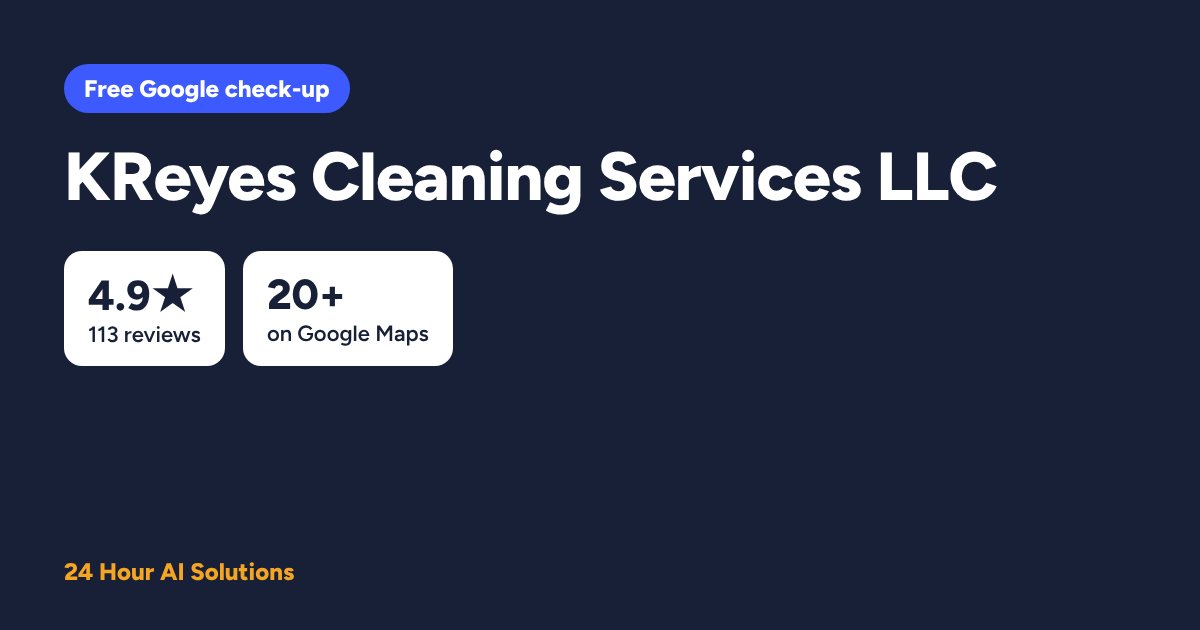 Free Google check-up
KReyes Cleaning Services LLC
4.9★
113 reviews
20+
on Google Maps
24 Hour AI Solutions